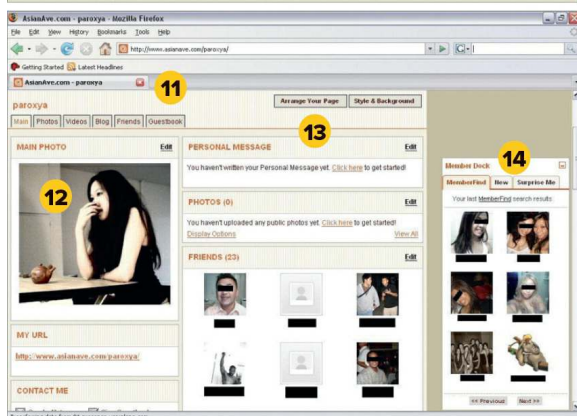 AsianAve.com - paroxya - Mozilla Firefox
File Edit View History Bookmarks Tools Help
http://www.asianave.com/paroxya/
Getting Started Latest Headlines
AsianAve.com - paroxya
11
paroxya
Arrange Your Page Style & Background
Main Photos Videos Blog Friends Guestbook
13
MAIN PHOTO Edit
12
MY URL
http://www.asianave.com/paroxya/
CONTACT ME
PERSONAL MESSAGE Edit
You haven't written your Personal Message yet. Click here to get started!
PHOTOS (0) Edit
You haven't uploaded any public photos yet. Click here to get started!
Display Options View All
FRIENDS (23) Edit
14
Member Dock
MemberFind New Surprise Me
Your last MemberFind search results:
<< Previous Next >>